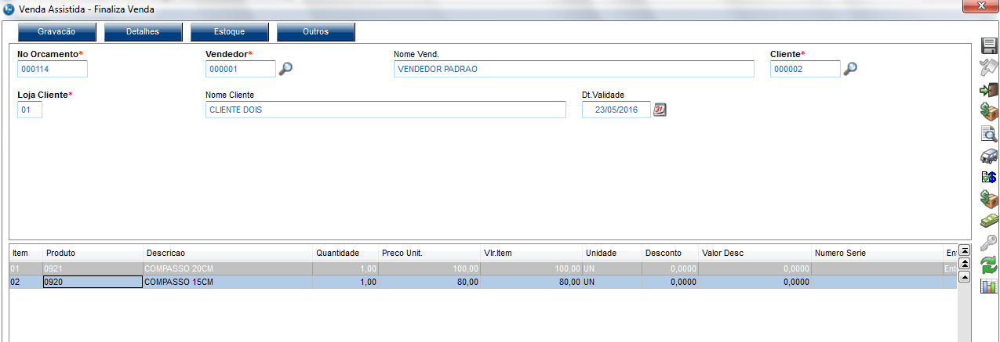 Venda Assistida - Finaliza Venda
Gravacão Detalhes Estoque Outros
No Orcamento* Vendedor* Nome Vend. Cliente*
000114 000001 VENDEDOR PADRAO 000002
Loja Cliente* Nome Cliente Dt.Validade
01 CLIENTE DOIS 23/05/2016 31
Item Produto Descricao Quantidade Preco Unit. Vlr.Item Unidade Desconto Valor Desc Numero Serie En
01 0921 COMPASSO 20CM 1,00 100,00 100,00 UN 0,0000 0,0000 Ent
02 0920 COMPASSO 15CM 1,00 80,00 80,00 UN 0,0000 0,0000